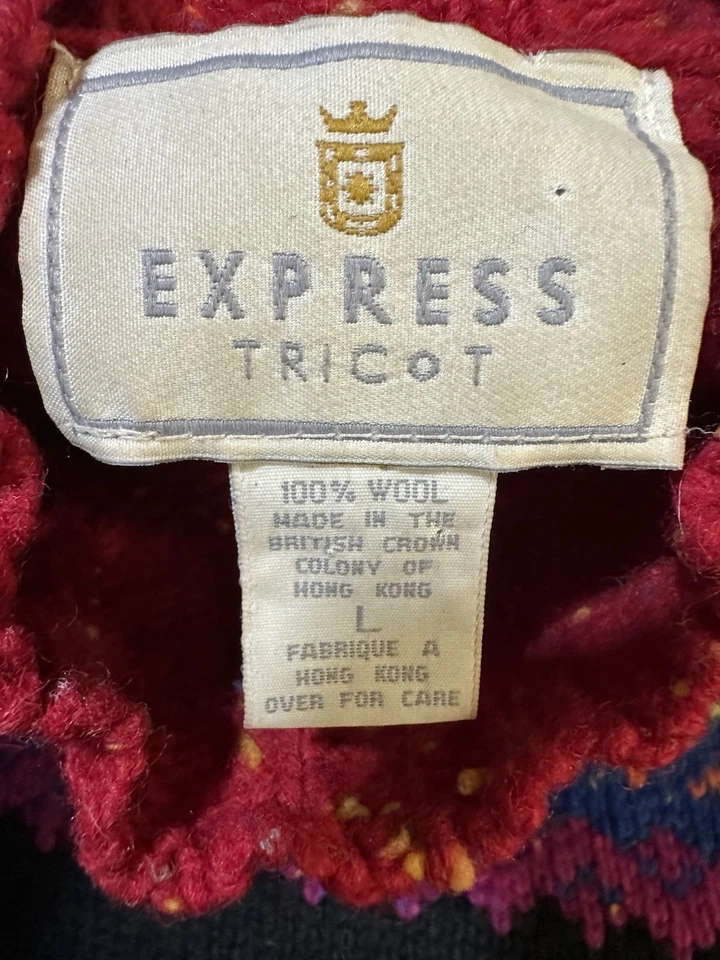 EXPRESS
TRICOT
100% WOOL
MADE IN THE
BRITISH CROWN
COLONY OF
HONG KONG
L
FABRIQUE A
HONG KONG
OVER FOR CARE